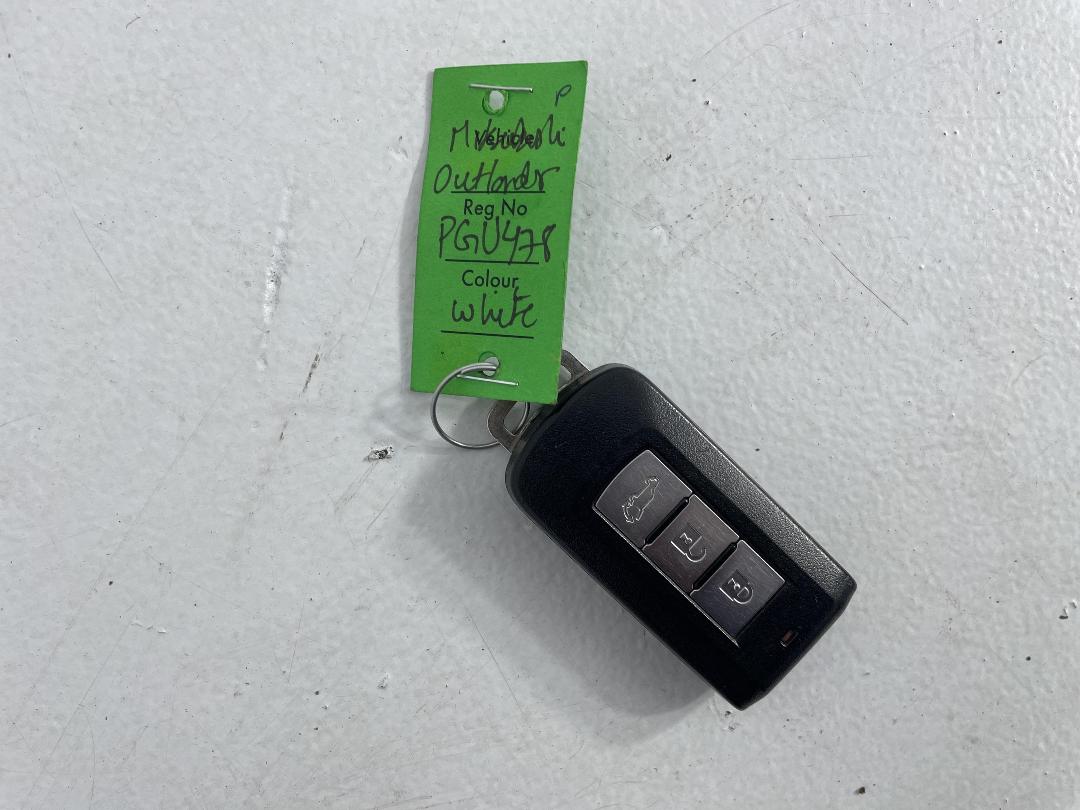 P
Vehicle
Mitsubishi
Outlander
Reg No
PGU478
Colour
White